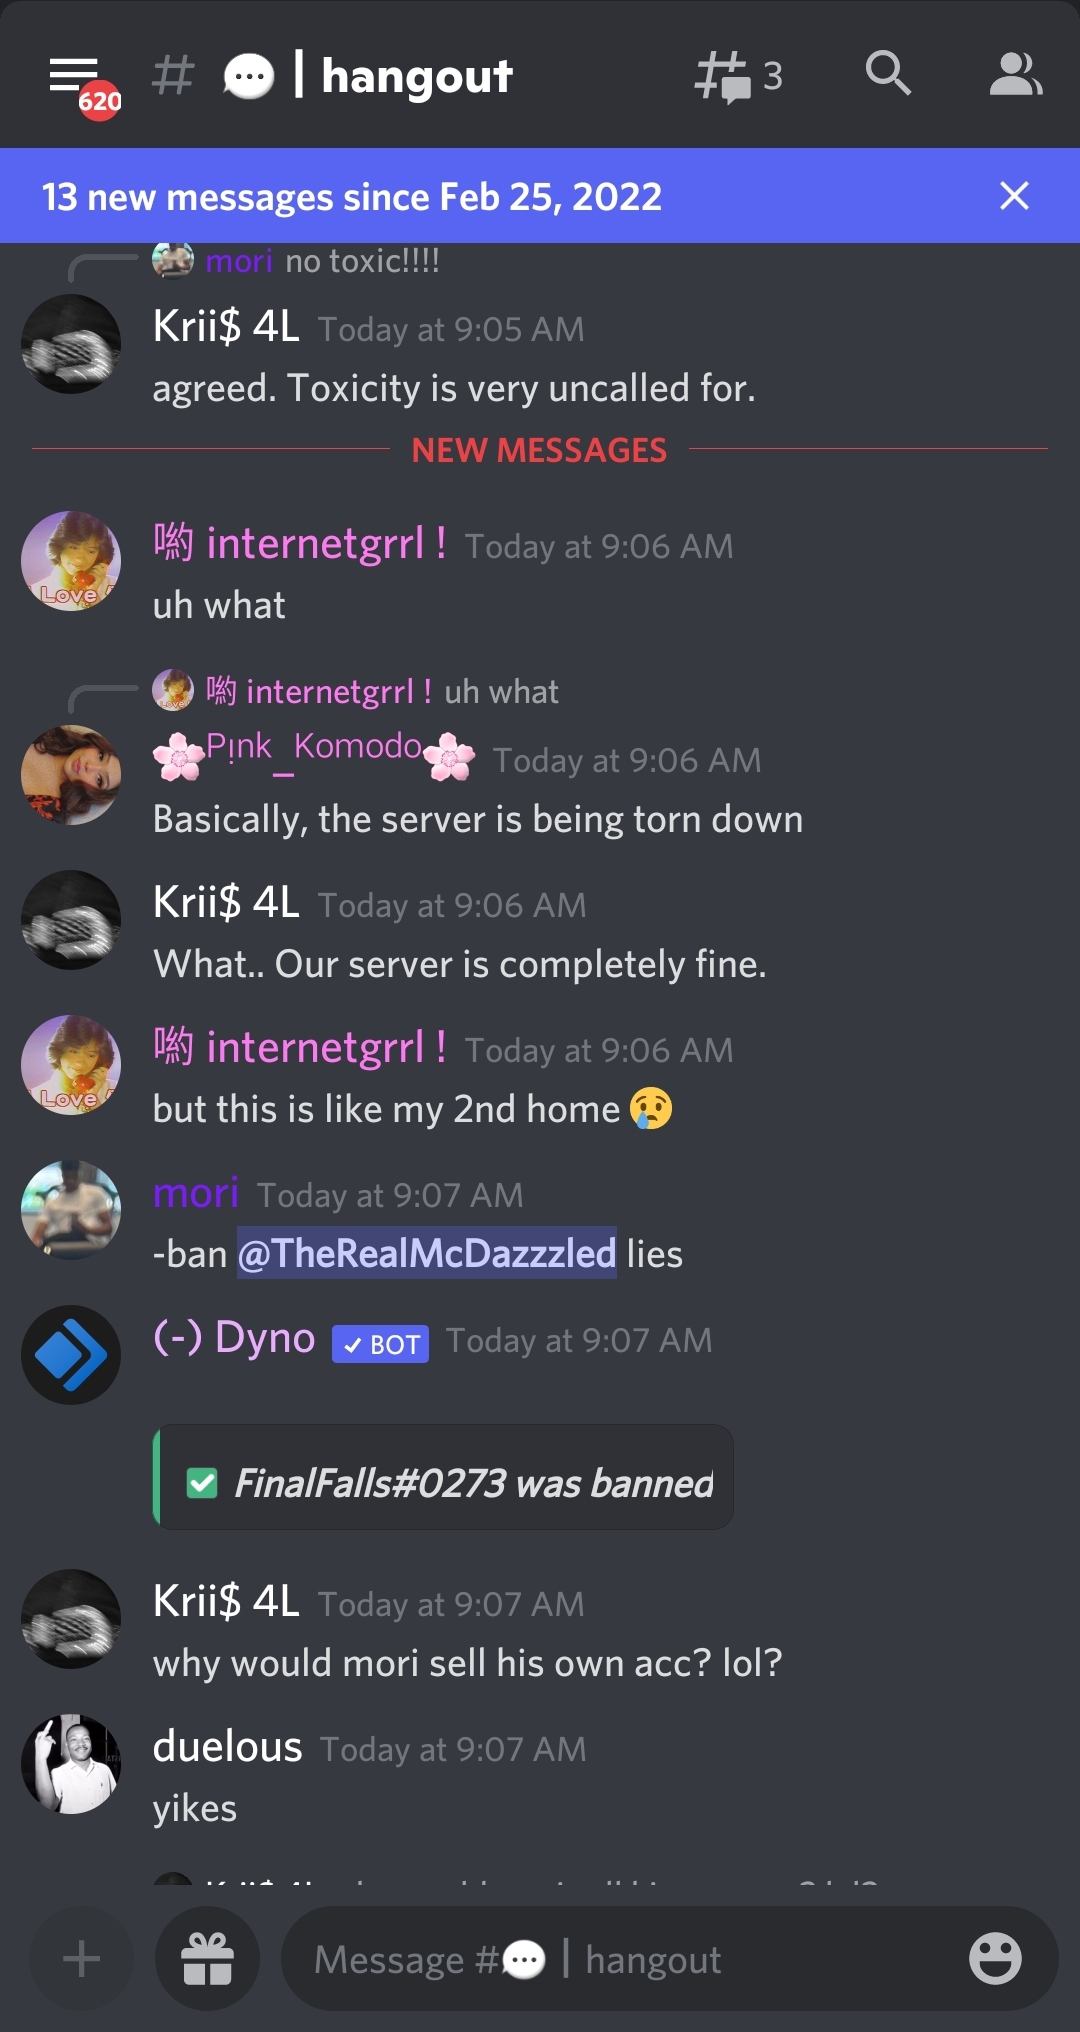 620
# 💬 | hangout
3
13 new messages since Feb 25, 2022
mori no toxic!!!!
Krii$ 4L Today at 9:05 AM
agreed. Toxicity is very uncalled for.
NEW MESSAGES
喲 internetgrrl ! Today at 9:06 AM
uh what
喲 internetgrrl ! uh what
🌸Pịnk_Komodo🌸 Today at 9:06 AM
Basically, the server is being torn down
Krii$ 4L Today at 9:06 AM
What.. Our server is completely fine.
喲 internetgrrl ! Today at 9:06 AM
but this is like my 2nd home 😢
mori Today at 9:07 AM
-ban @TheRealMcDazzzled lies
(-) Dyno ✓ BOT Today at 9:07 AM
✅ FinalFalls#0273 was banned
Krii$ 4L Today at 9:07 AM
why would mori sell his own acc? lol?
duelous Today at 9:07 AM
yikes
Message #💬 | hangout